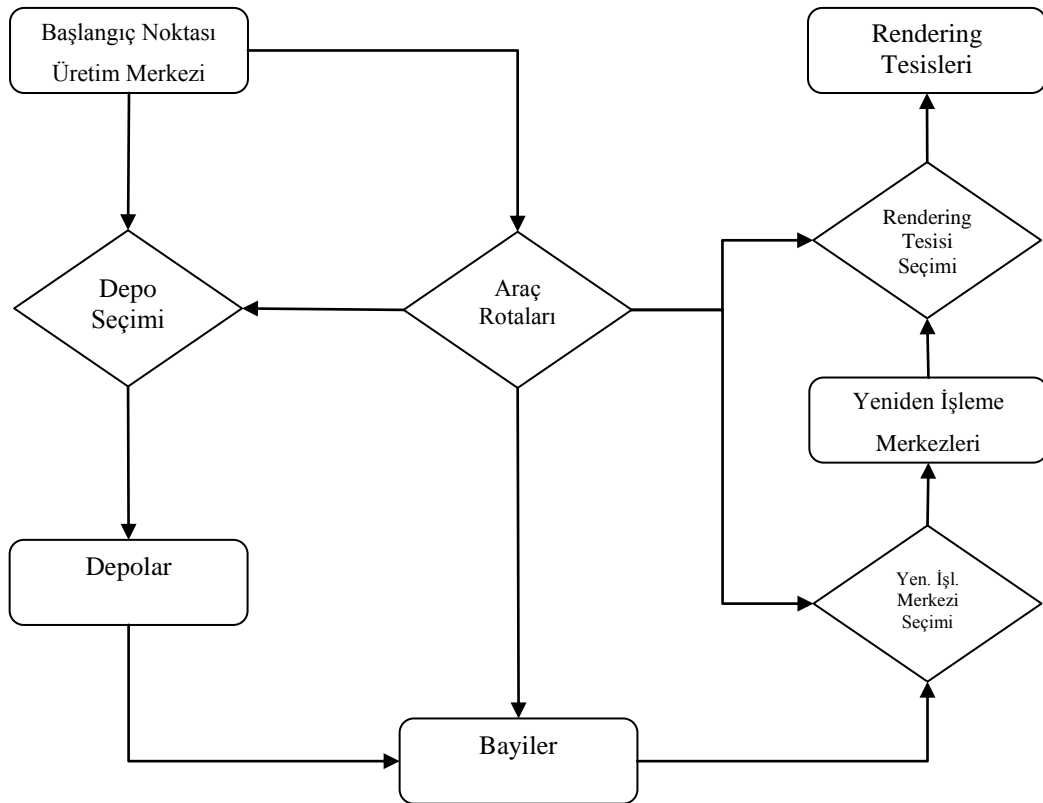 Başlangıç Noktası
Üretim Merkezi
Rendering
Tesisleri
Rendering
Tesisi
Seçimi
Depo
Seçimi
Araç
Rotaları
Yeniden İşleme
Merkezleri
Depolar
Yen. İşl.
Merkezi
Seçimi
Bayiler